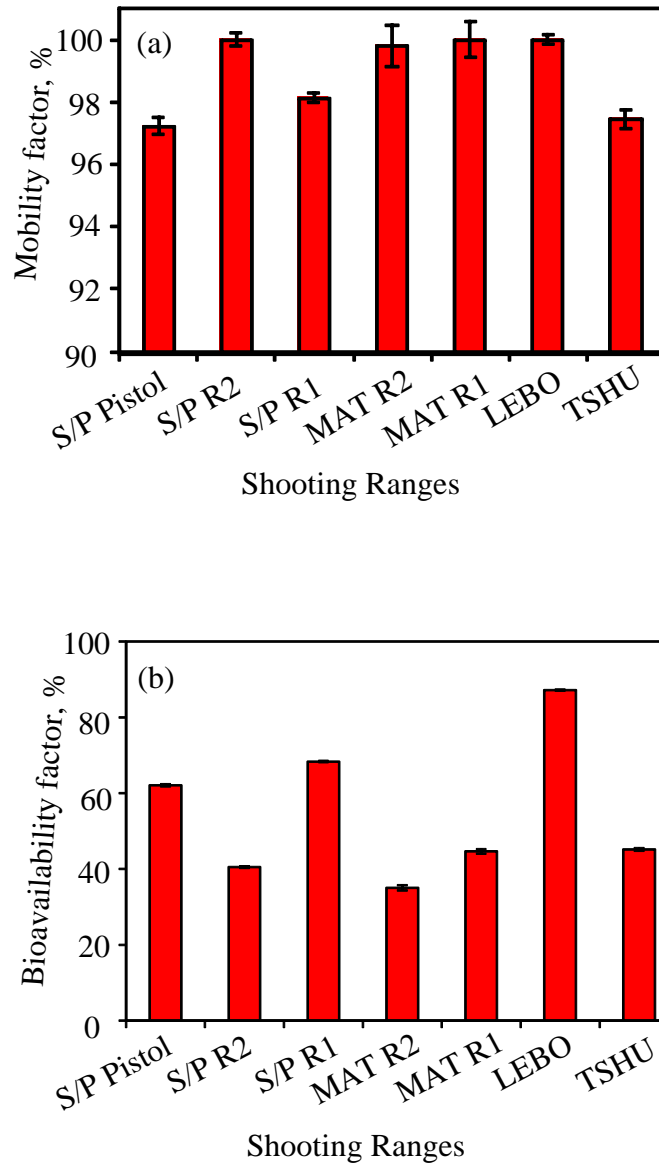 (a)
Mobility factor, %
100
98
96
94
92
90
S/P Pistol
S/P R2
S/P R1
MAT R2
MAT R1
LEBO
TSHU
Shooting Ranges
(b)
Bioavailability factor, %
100
80
60
40
20
0
S/P Pistol
S/P R2
S/P R1
MAT R2
MAT R1
LEBO
TSHU
Shooting Ranges